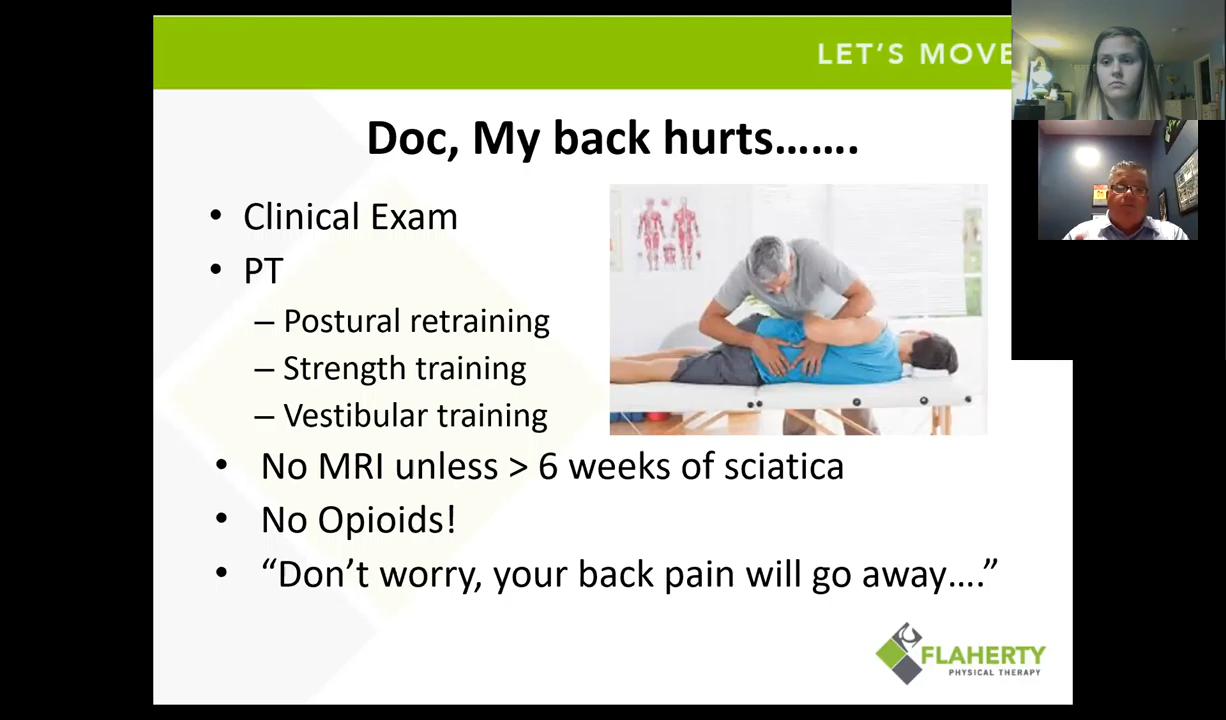 LET'S MOVE
Doc, My back hurts…….
• Clinical Exam
• PT
– Postural retraining
– Strength training
– Vestibular training
• No MRI unless > 6 weeks of sciatica
• No Opioids!
• “Don’t worry, your back pain will go away….”
FLAHERTY
PHYSICAL THERAPY